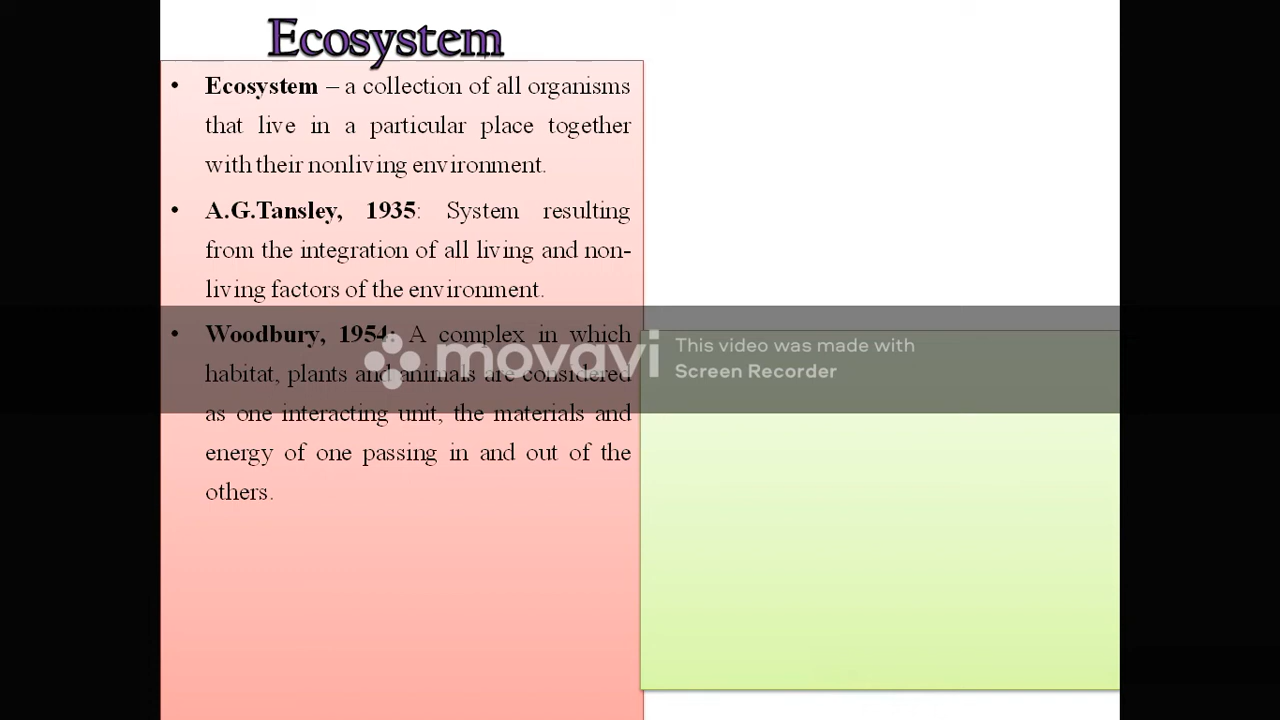 Ecosystem
• Ecosystem – a collection of all organisms
that live in a particular place together
with their nonliving environment.
• A.G.Tansley, 1935: System resulting
from the integration of all living and non-
living factors of the environment.
• Woodbury, 1954: A complex in which
habitat, plants and animals are considered
as one interacting unit, the materials and
energy of one passing in and out of the
others.
movavi
This video was made with
Screen Recorder